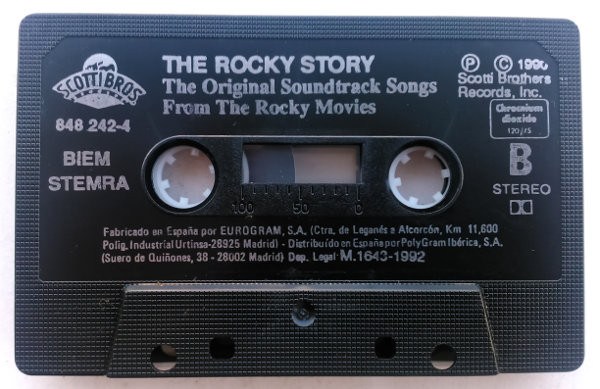 SCOTTI BROS
RECORDS
848 242-4
BIEM
STEMRA
THE ROCKY STORY
The Original Soundtrack Songs
From The Rocky Movies
Ⓟ © 1990
Scotti Brothers
Records, Inc.
Chromium
dioxide
120 µS
B
STEREO
100 50 0
Fabricado en España por EUROGRAM, S.A. (Ctra. de Leganés a Alcorcón, Km 11,600
Polig. Industrial Urtinsa-28925 Madrid) - Distribuído en España por PolyGram Ibérica, S.A.
(Suero de Quiñones, 38 - 28002 Madrid) Dep. Legal M.1643-1992